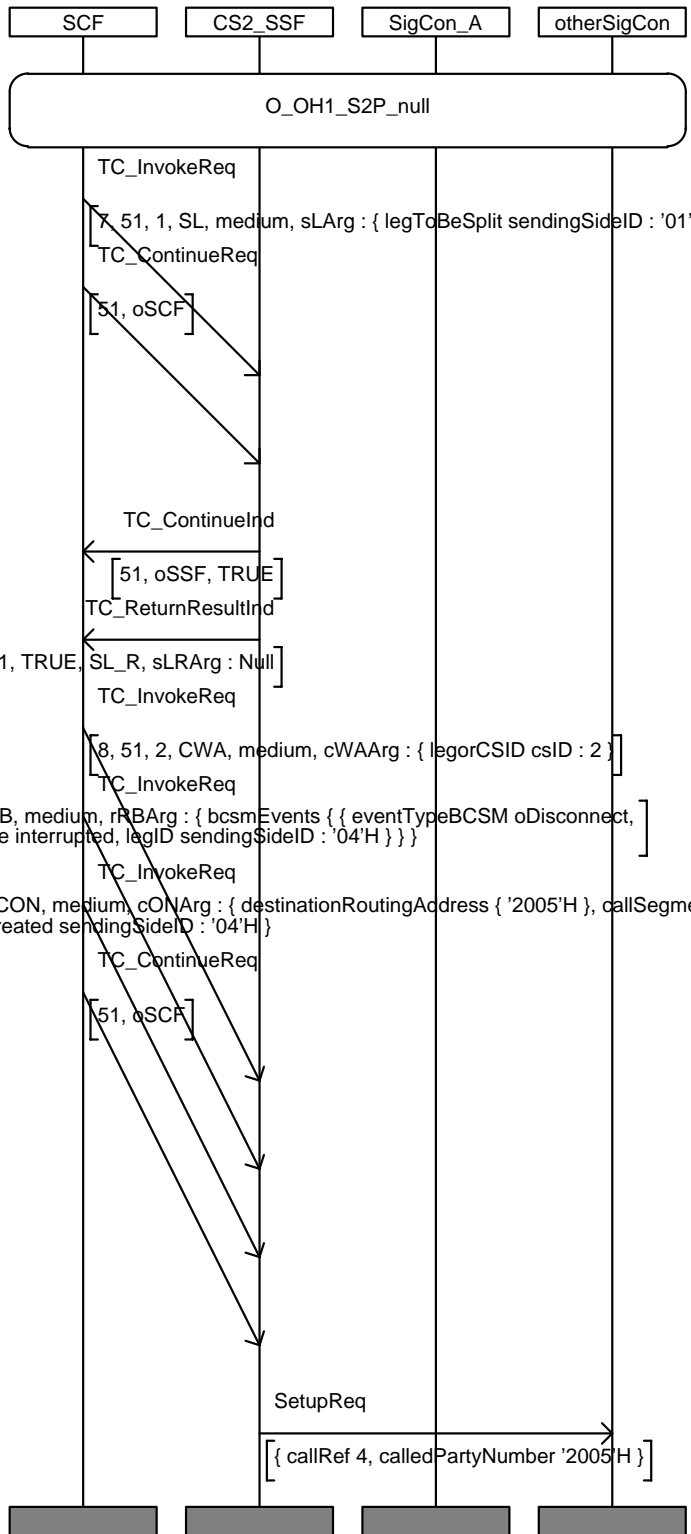 SCF CS2_SSF SigCon_A otherSigCon
O_OH1_S2P_null
TC_InvokeReq
7, 51, 1, SL, medium, sLArg : { legToBeSplit sendingSideID : '01'
TC_ContinueReq
51, oSCF
TC_ContinueInd
51, oSSF, TRUE
TC_ReturnResultInd
1, TRUE, SL_R, sLRArg : Null
TC_InvokeReq
8, 51, 2, CWA, medium, cWAArg : { legorCSID csID : 2 }
TC_InvokeReq
B, medium, rRBArg : { bcsmEvents { { eventTypeBCSM oDisconnect,
e interrupted, legID sendingSideID : '04'H } } }
TC_InvokeReq
CON, medium, cONArg : { destinationRoutingAddress { '2005'H }, callSegme
reated sendingSideID : '04'H }
TC_ContinueReq
51, oSCF
SetupReq
{ callRef 4, calledPartyNumber '2005'H }